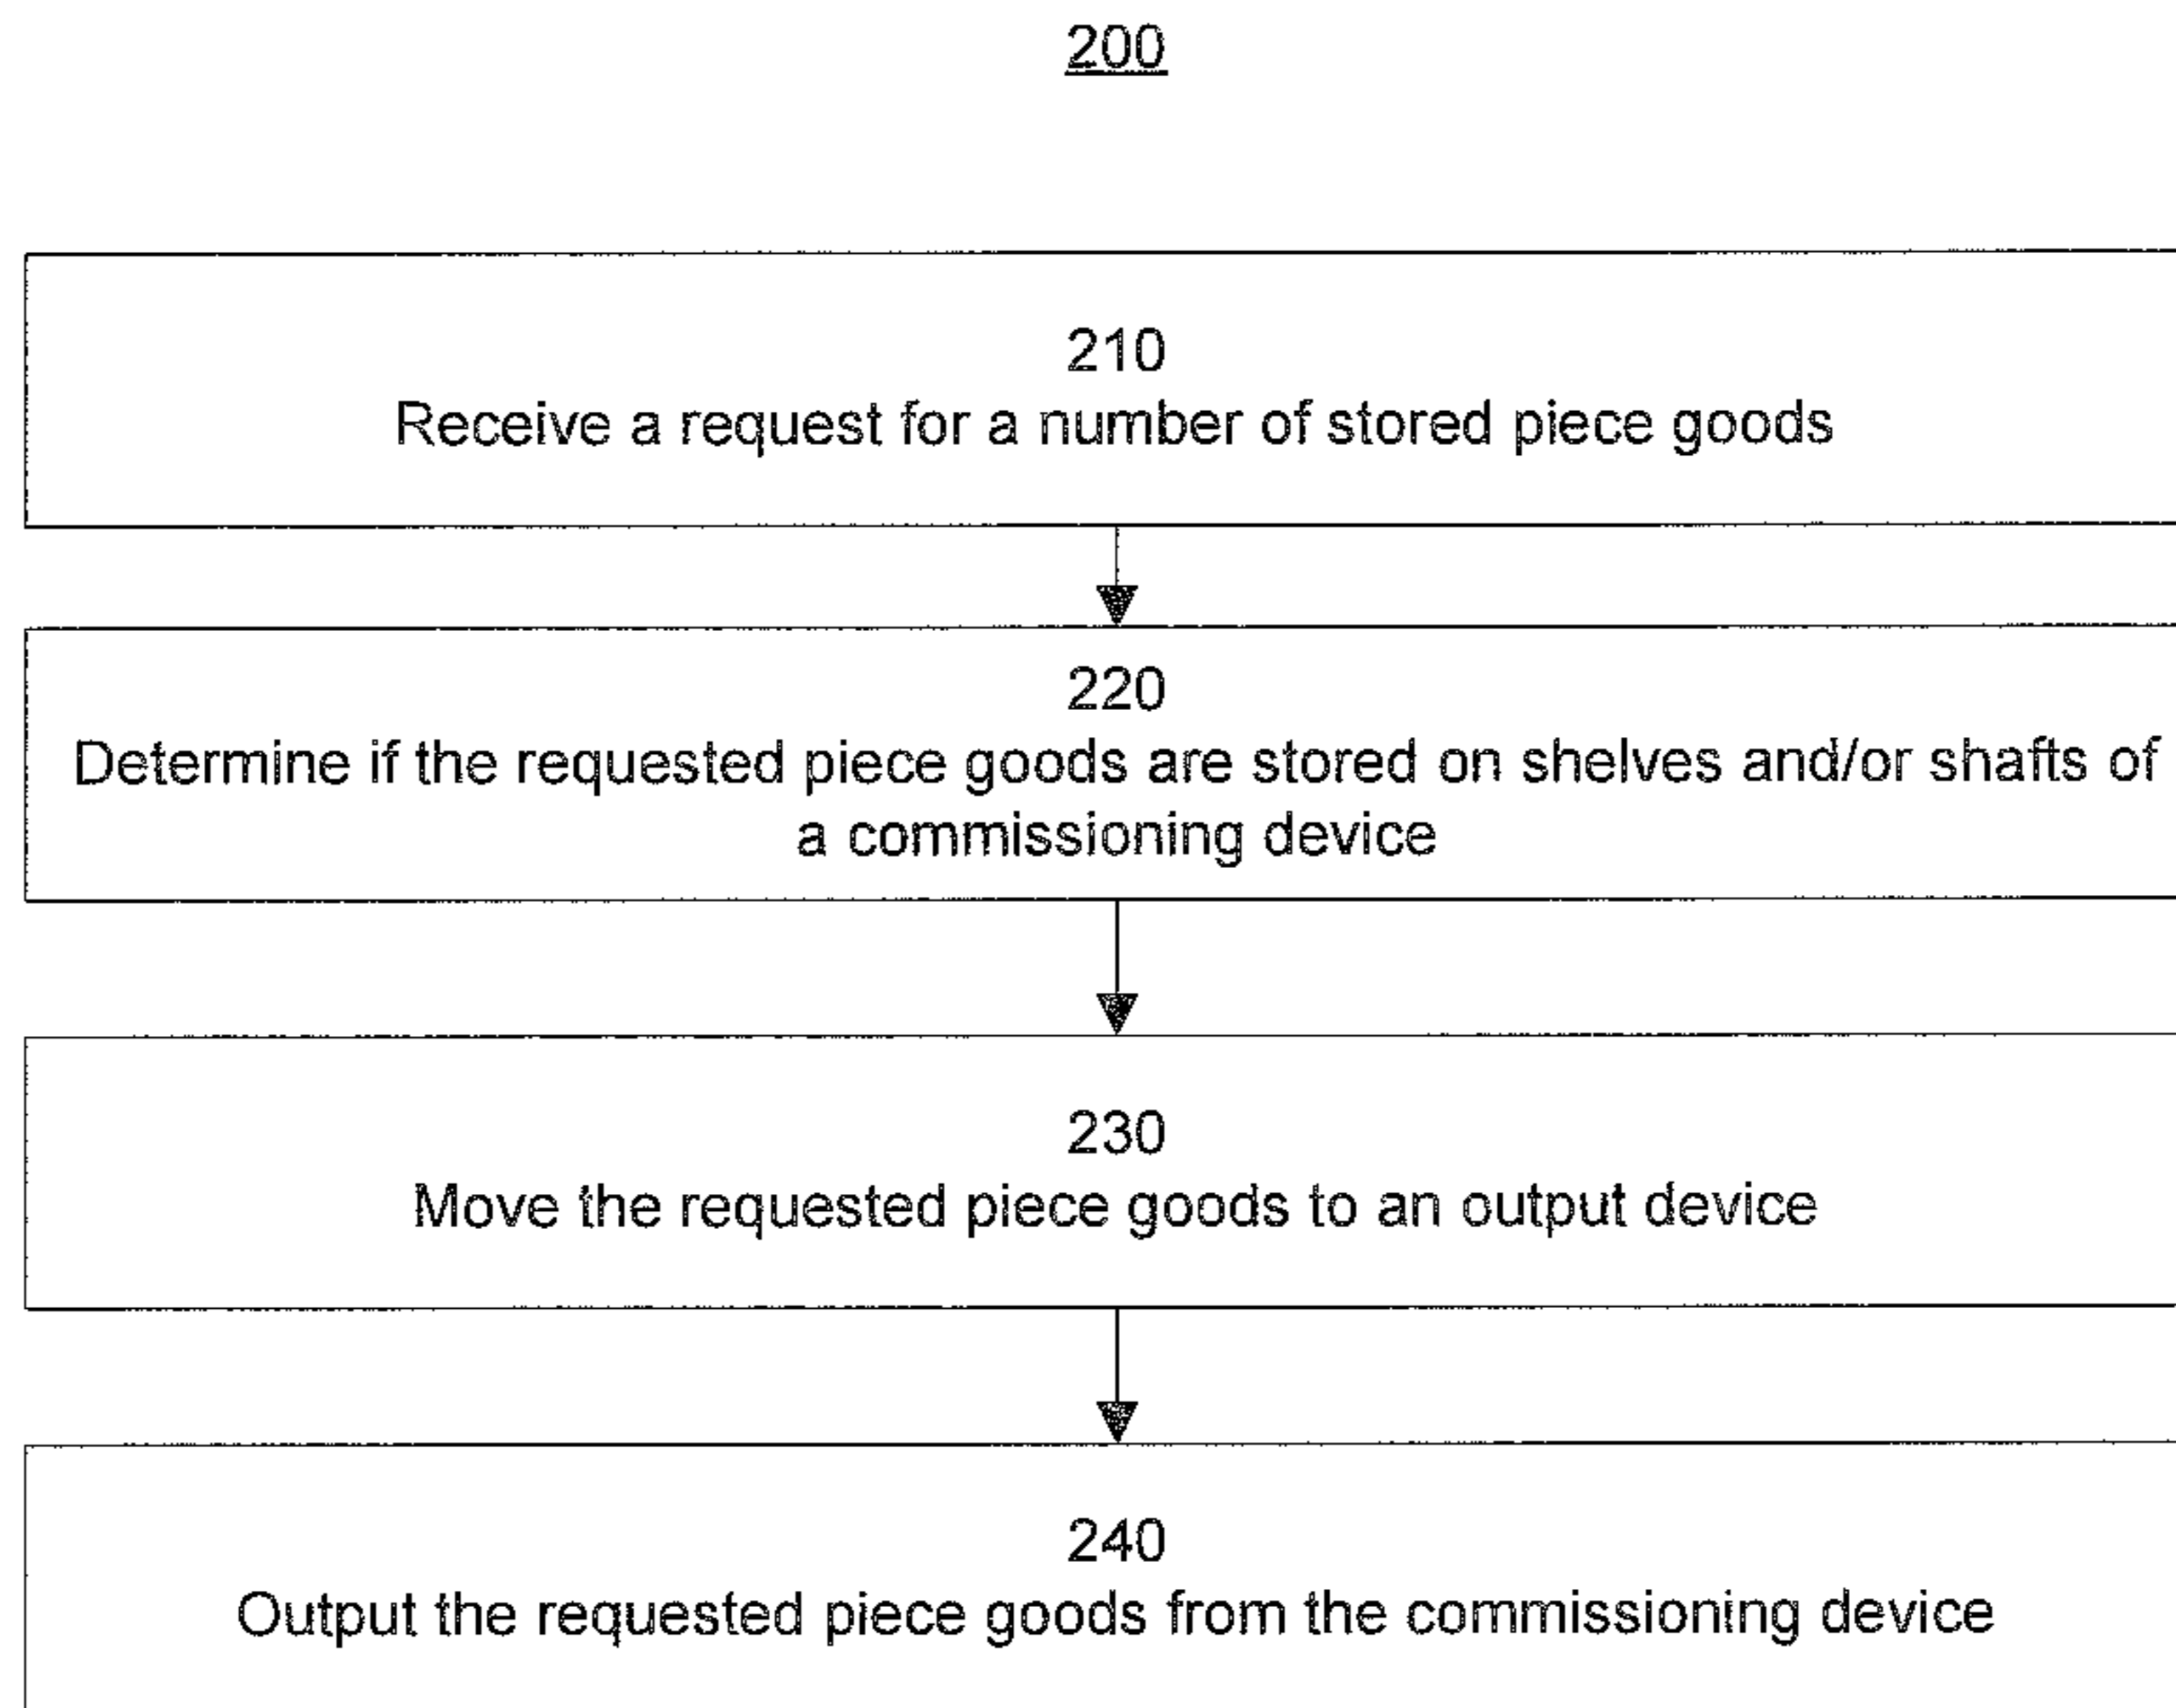 200
210
Receive a request for a number of stored piece goods
220
Determine if the requested piece goods are stored on shelves and/or shafts of
a commissioning device
230
Move the requested piece goods to an output device
240
Output the requested piece goods from the commissioning device